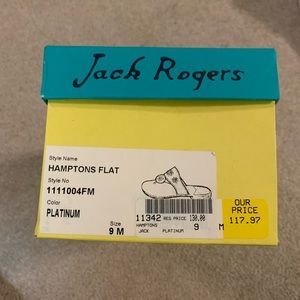 Jack Rogers
Style Name
HAMPTONS FLAT
Style No
1111004FM
Color
PLATINUM
Size
9 M
11342 REG PRICE 130.00
HAMPTONS 9 M
JACK PLATINUM
OUR
PRICE
117.97